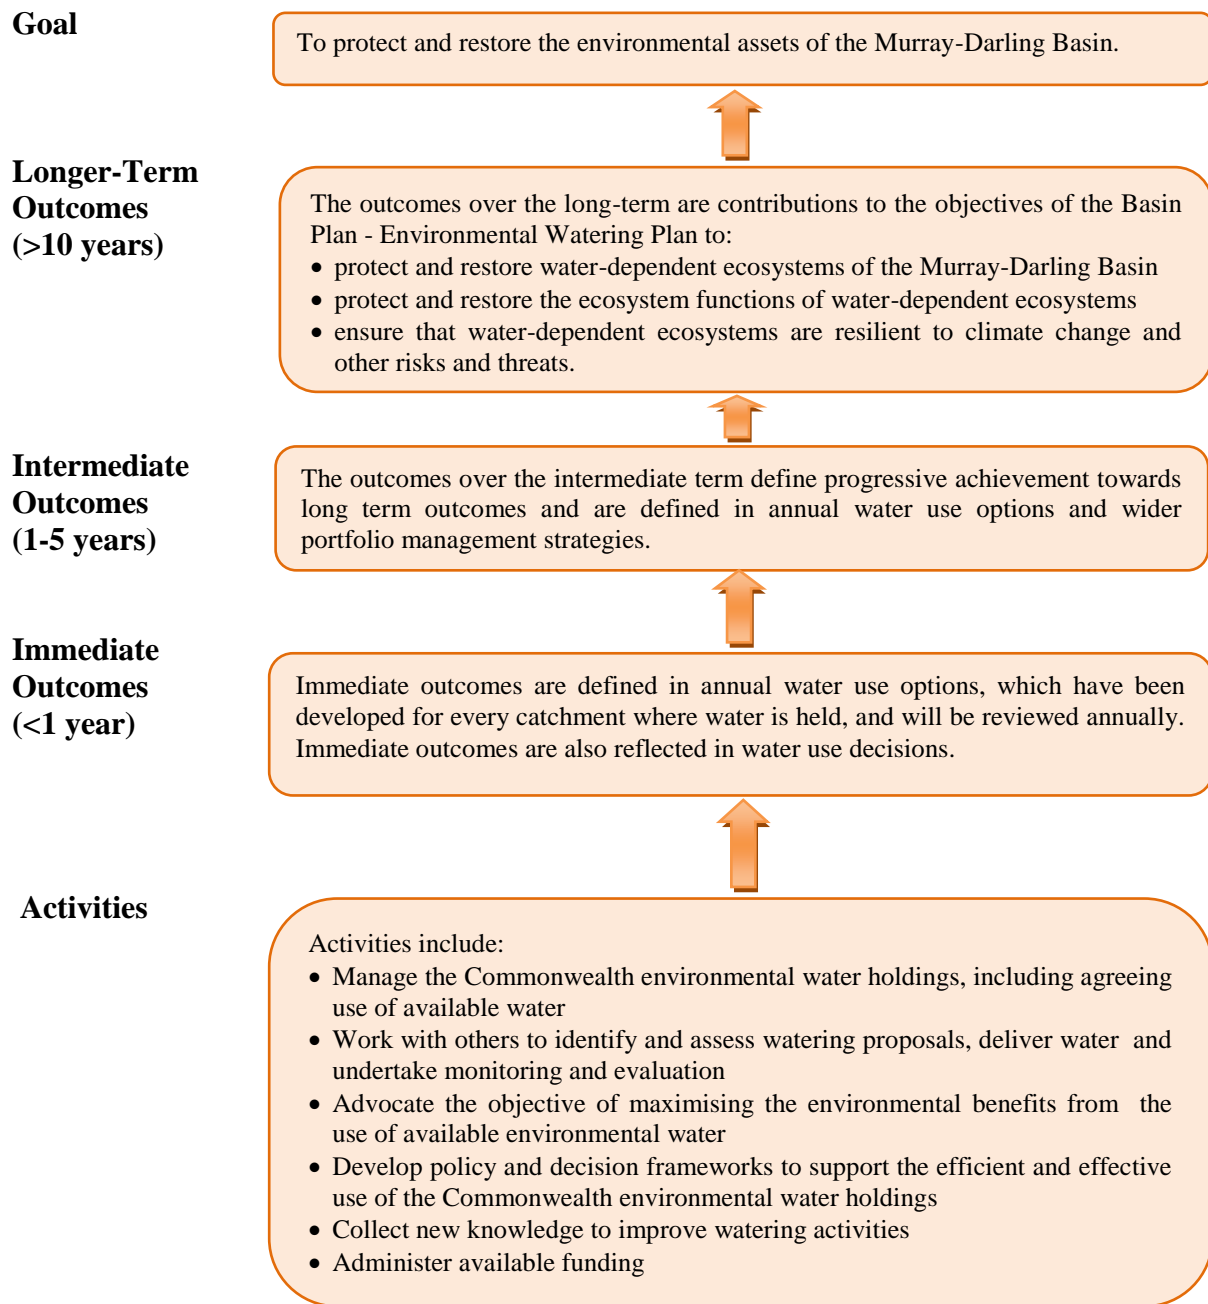 Goal
To protect and restore the environmental assets of the Murray-Darling Basin.
Longer-Term
Outcomes
(>10 years)
The outcomes over the long-term are contributions to the objectives of the Basin
Plan - Environmental Watering Plan to:
• protect and restore water-dependent ecosystems of the Murray-Darling Basin
• protect and restore the ecosystem functions of water-dependent ecosystems
• ensure that water-dependent ecosystems are resilient to climate change and
other risks and threats.
Intermediate
Outcomes
(1-5 years)
The outcomes over the intermediate term define progressive achievement towards
long term outcomes and are defined in annual water use options and wider
portfolio management strategies.
Immediate
Outcomes
(<1 year)
Immediate outcomes are defined in annual water use options, which have been
developed for every catchment where water is held, and will be reviewed annually.
Immediate outcomes are also reflected in water use decisions.
Activities
Activities include:
• Manage the Commonwealth environmental water holdings, including agreeing
use of available water
• Work with others to identify and assess watering proposals, deliver water and
undertake monitoring and evaluation
• Advocate the objective of maximising the environmental benefits from the
use of available environmental water
• Develop policy and decision frameworks to support the efficient and effective
use of the Commonwealth environmental water holdings
• Collect new knowledge to improve watering activities
• Administer available funding